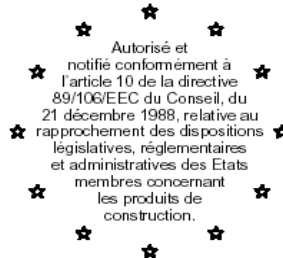 Autorisé et
notifié conformément à
l'article 10 de la directive
89/106/EEC du Conseil, du
21 décembre 1988, relative au
rapprochement des dispositions
législatives, réglementaires
et administratives des Etats
membres concernant
les produits de
construction.